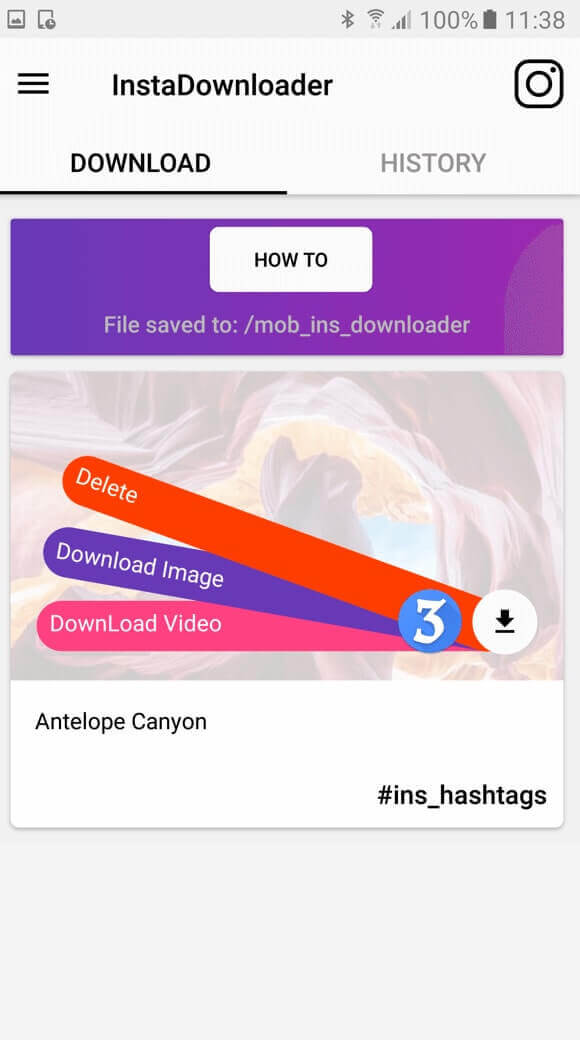 100% 11:38
InstaDownloader
DOWNLOAD HISTORY
HOW TO
File saved to: /mob_ins_downloader
Delete
Download Image
DownLoad Video
3
Antelope Canyon
#ins_hashtags